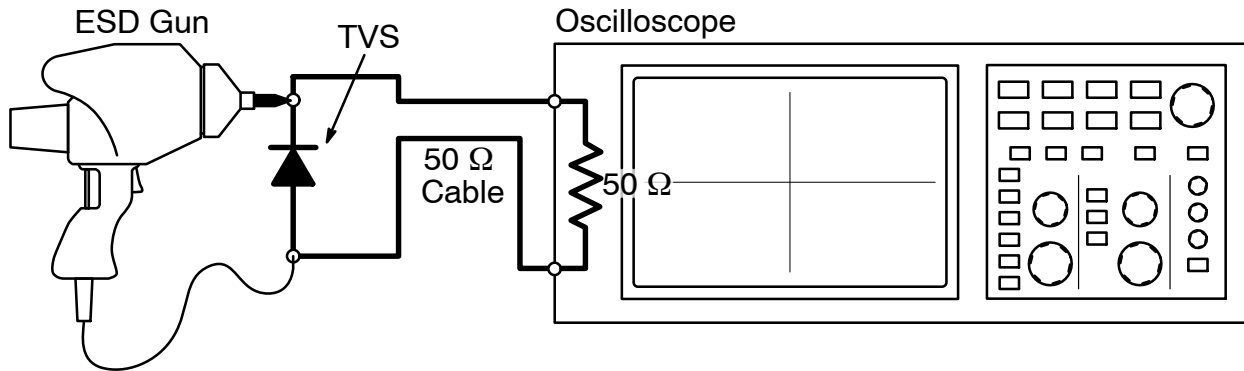 ESD Gun
TVS
Oscilloscope
50 Ω
Cable
50 Ω